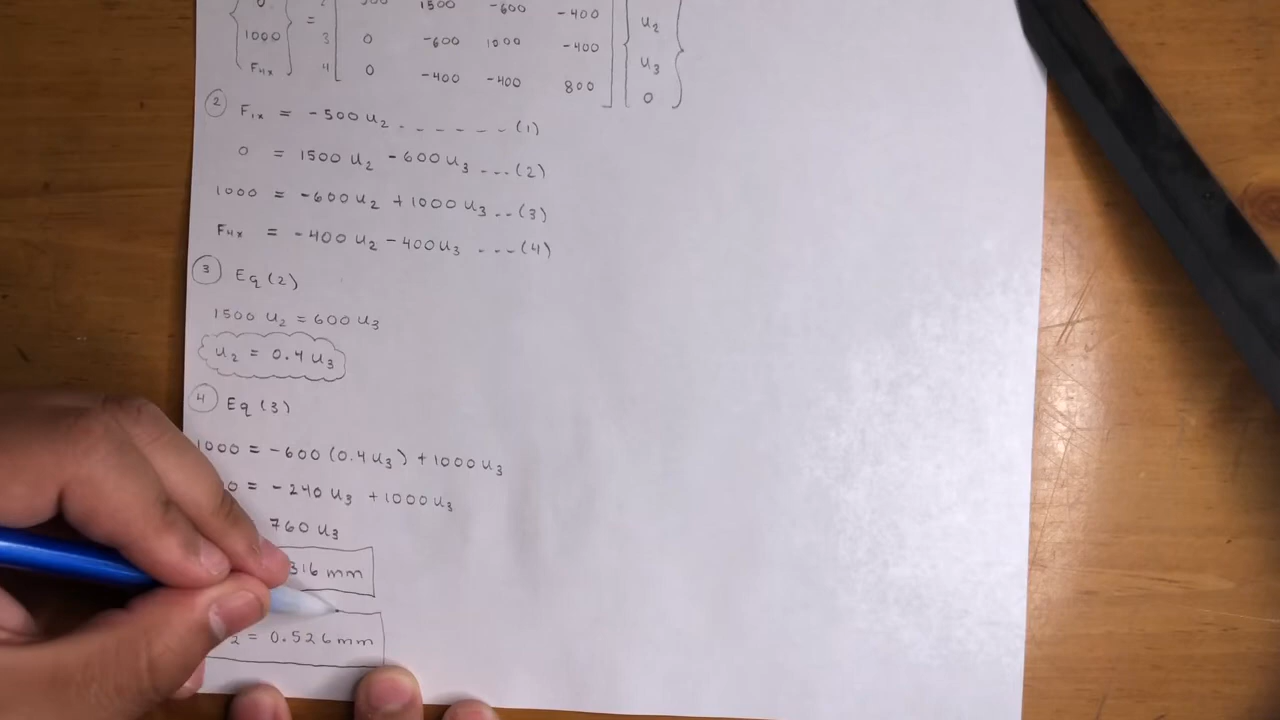 1500 -600 -400 u₂
1000 = 3 0 -600 1000 -400 u₃
F₄ₓ 4 0 -400 -400 800 0
② F₁ₓ = -500 u₂ - - - - - - (1)
0 = 1500 u₂ - 600 u₃ ...(2)
1000 = -600 u₂ + 1000 u₃ ..(3)
F₄ₓ = -400 u₂ - 400 u₃ ....(4)
③ Eq (2)
1500 u₂ = 600 u₃
u₂ = 0.4 u₃
④ Eq (3)
1000 = -600 (0.4 u₃) + 1000 u₃
0 = -240 u₃ + 1000 u₃
760 u₃
316 mm
₂ = 0.526 mm